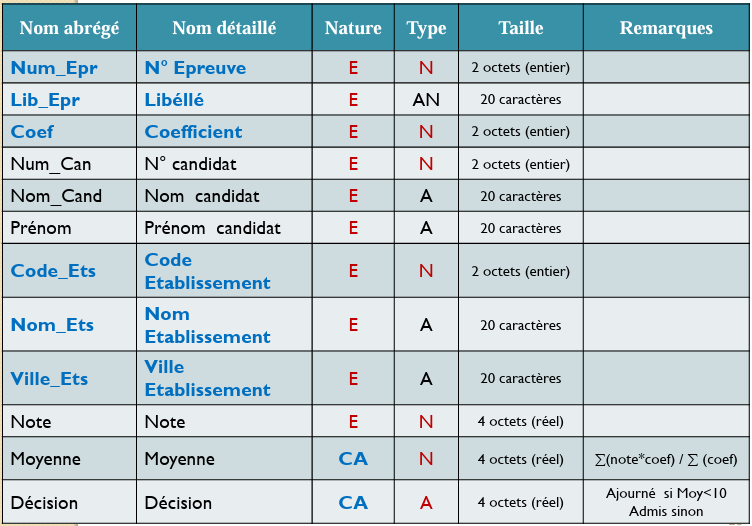 Nom abrégé Nom détaillé Nature Type Taille Remarques
Num_Epr N° Epreuve E N 2 octets (entier)
Lib_Epr Libéllé E AN 20 caractères
Coef Coefficient E N 2 octets (entier)
Num_Can N° candidat E N 2 octets (entier)
Nom_Cand Nom candidat E A 20 caractères
Prénom Prénom candidat E A 20 caractères
Code_Ets Code Etablissement E N 2 octets (entier)
Nom_Ets Nom Etablissement E A 20 caractères
Ville_Ets Ville Etablissement E A 20 caractères
Note Note E N 4 octets (réel)
Moyenne Moyenne CA N 4 octets (réel) ∑(note*coef) / ∑ (coef)
Décision Décision CA A 4 octets (réel) Ajourné si Moy<10 Admis sinon